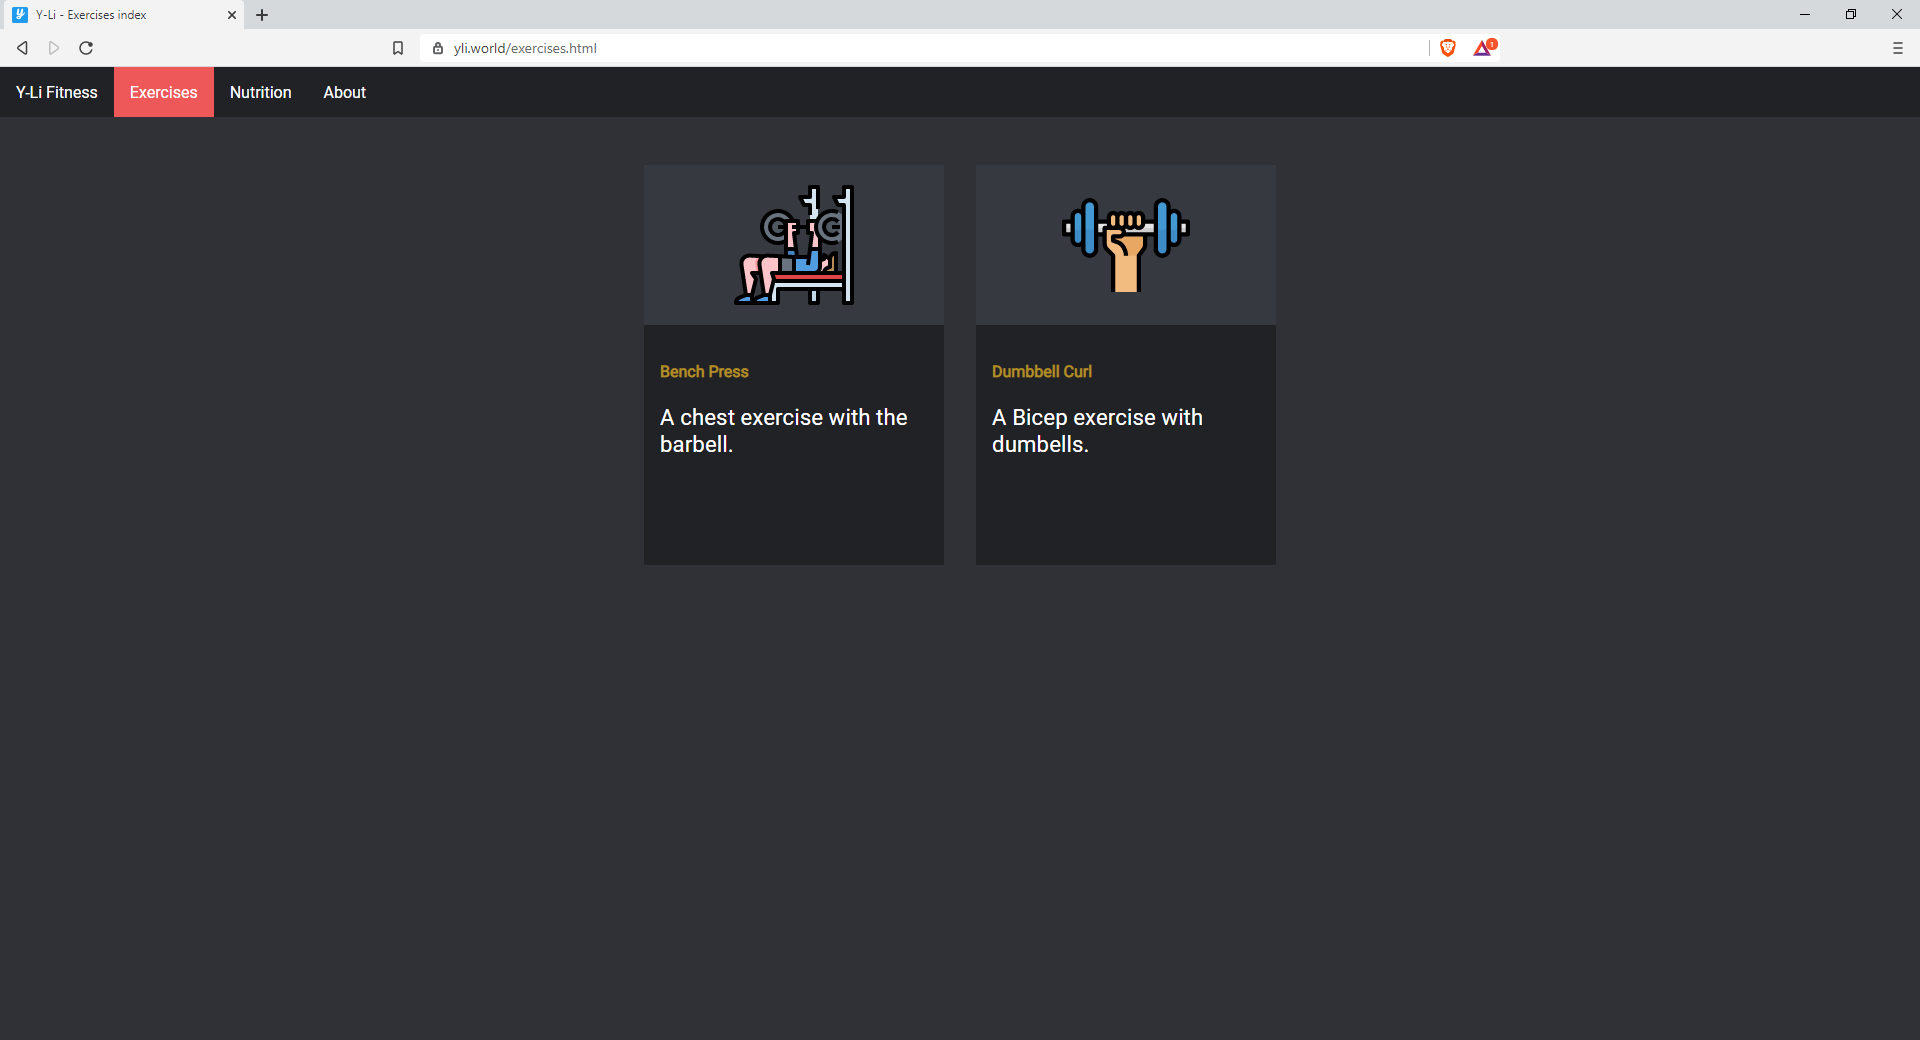 Y-Li - Exercises index
yli.world/exercises.html
1
Y-Li Fitness
Exercises
Nutrition
About
Bench Press
A chest exercise with the
barbell.
Dumbbell Curl
A Bicep exercise with
dumbells.